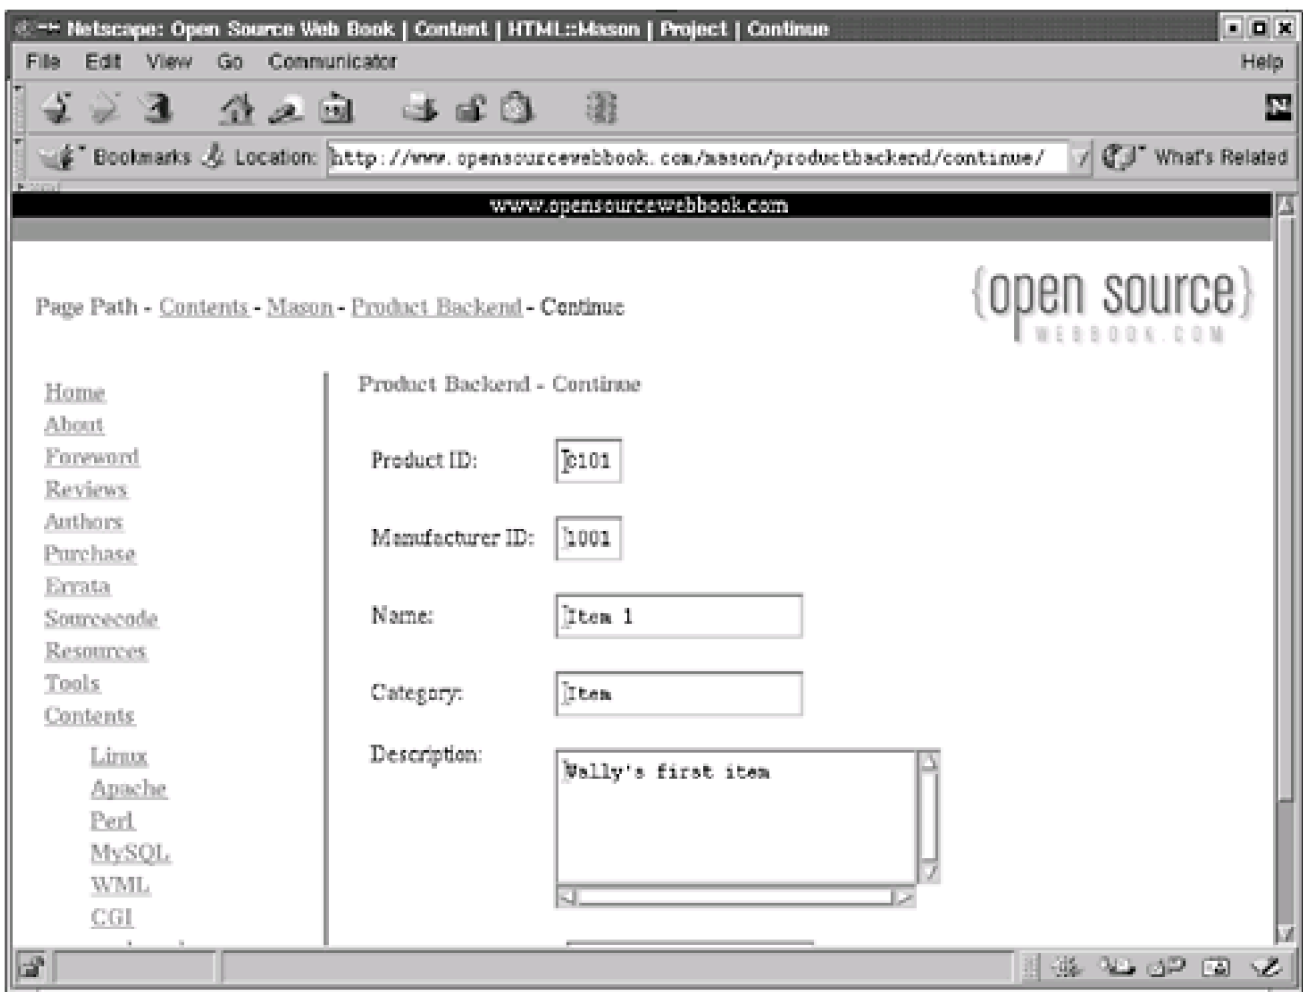 Netscape: Open Source Web Book | Content | HTML::Mason | Project | Continue
File Edit View Go Communicator Help
N
Bookmarks Location: http://www.opensourcewebbook.com/mason/productbackend/continue/ What's Related
www.opensourcewebbook.com
{open source}
WEBBOOK.COM
Page Path - Contents - Mason - Product Backend - Continue
Home
About
Foreword
Reviews
Authors
Purchase
Errata
Sourcecode
Resources
Tools
Contents
Linux
Apache
Perl
MySQL
WML
CGI
Product Backend - Continue
Product ID:
Manufacturer ID: 1001
Name: Item 1
Category: Item
Description: Wally's first item